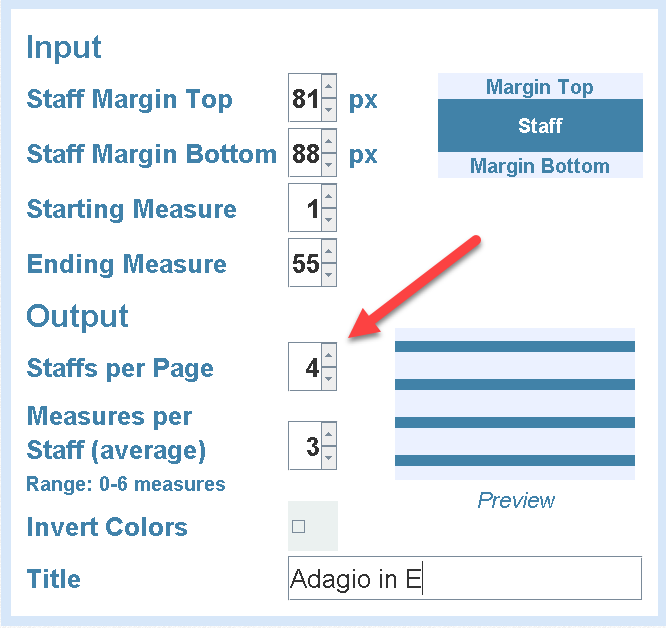 Input
Staff Margin Top 81 px
Margin Top
Staff
Staff Margin Bottom 88 px
Margin Bottom
Starting Measure 1
Ending Measure 55
Output
Staffs per Page 4
Measures per
Staff (average) 3
Range: 0-6 measures
Preview
Invert Colors
Title Adagio in E